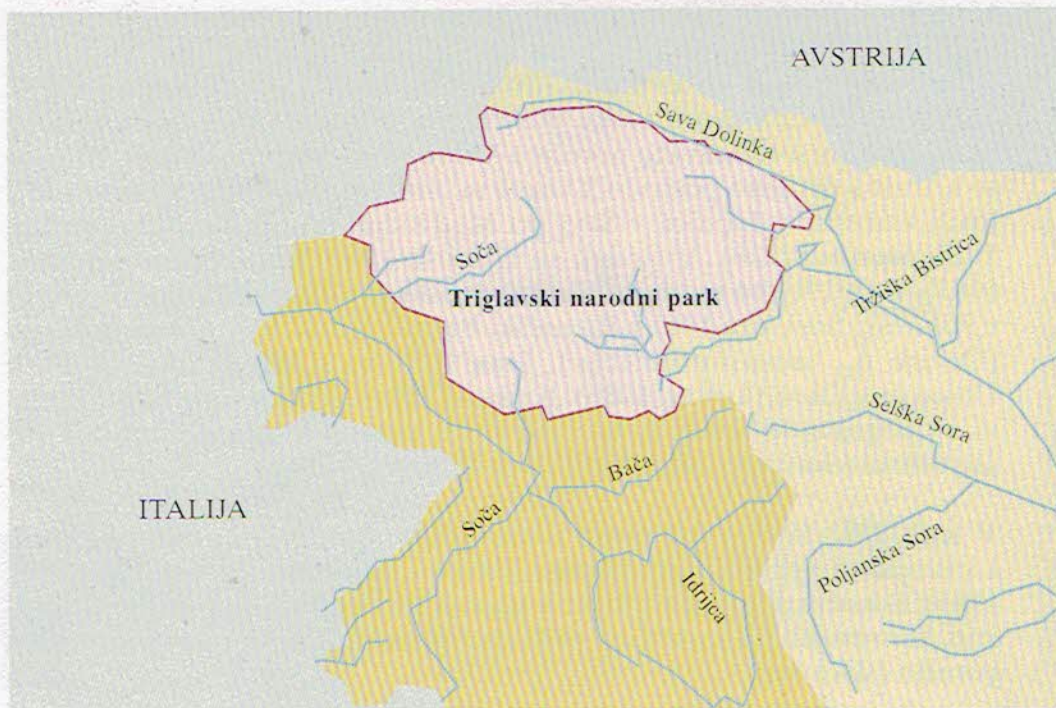 AVSTRIJA
Sava Dolinka
Soča
Triglavski narodni park
Tržiška Bistrica
Selška Sora
Bača
ITALIJA
Soča
Poljanska Sora
Idrijca